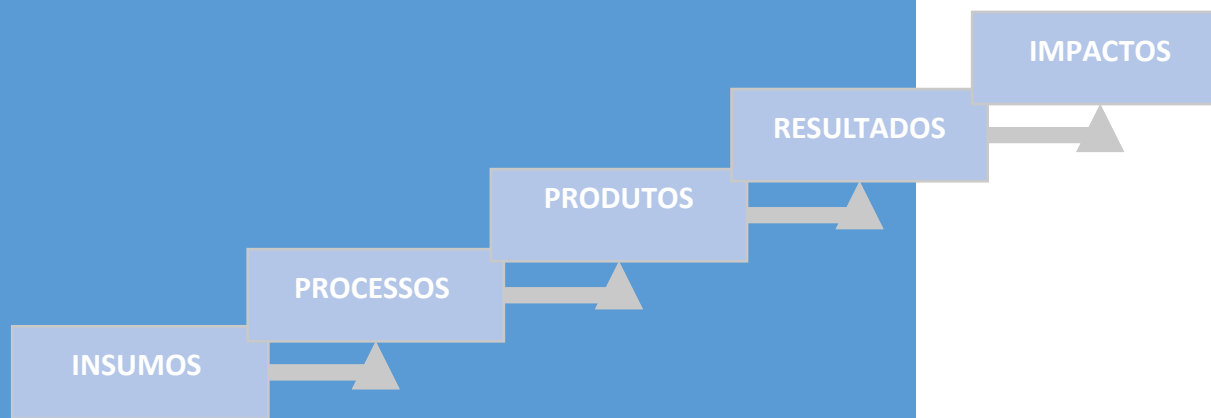 IMPACTOS
RESULTADOS
PRODUTOS
PROCESSOS
INSUMOS